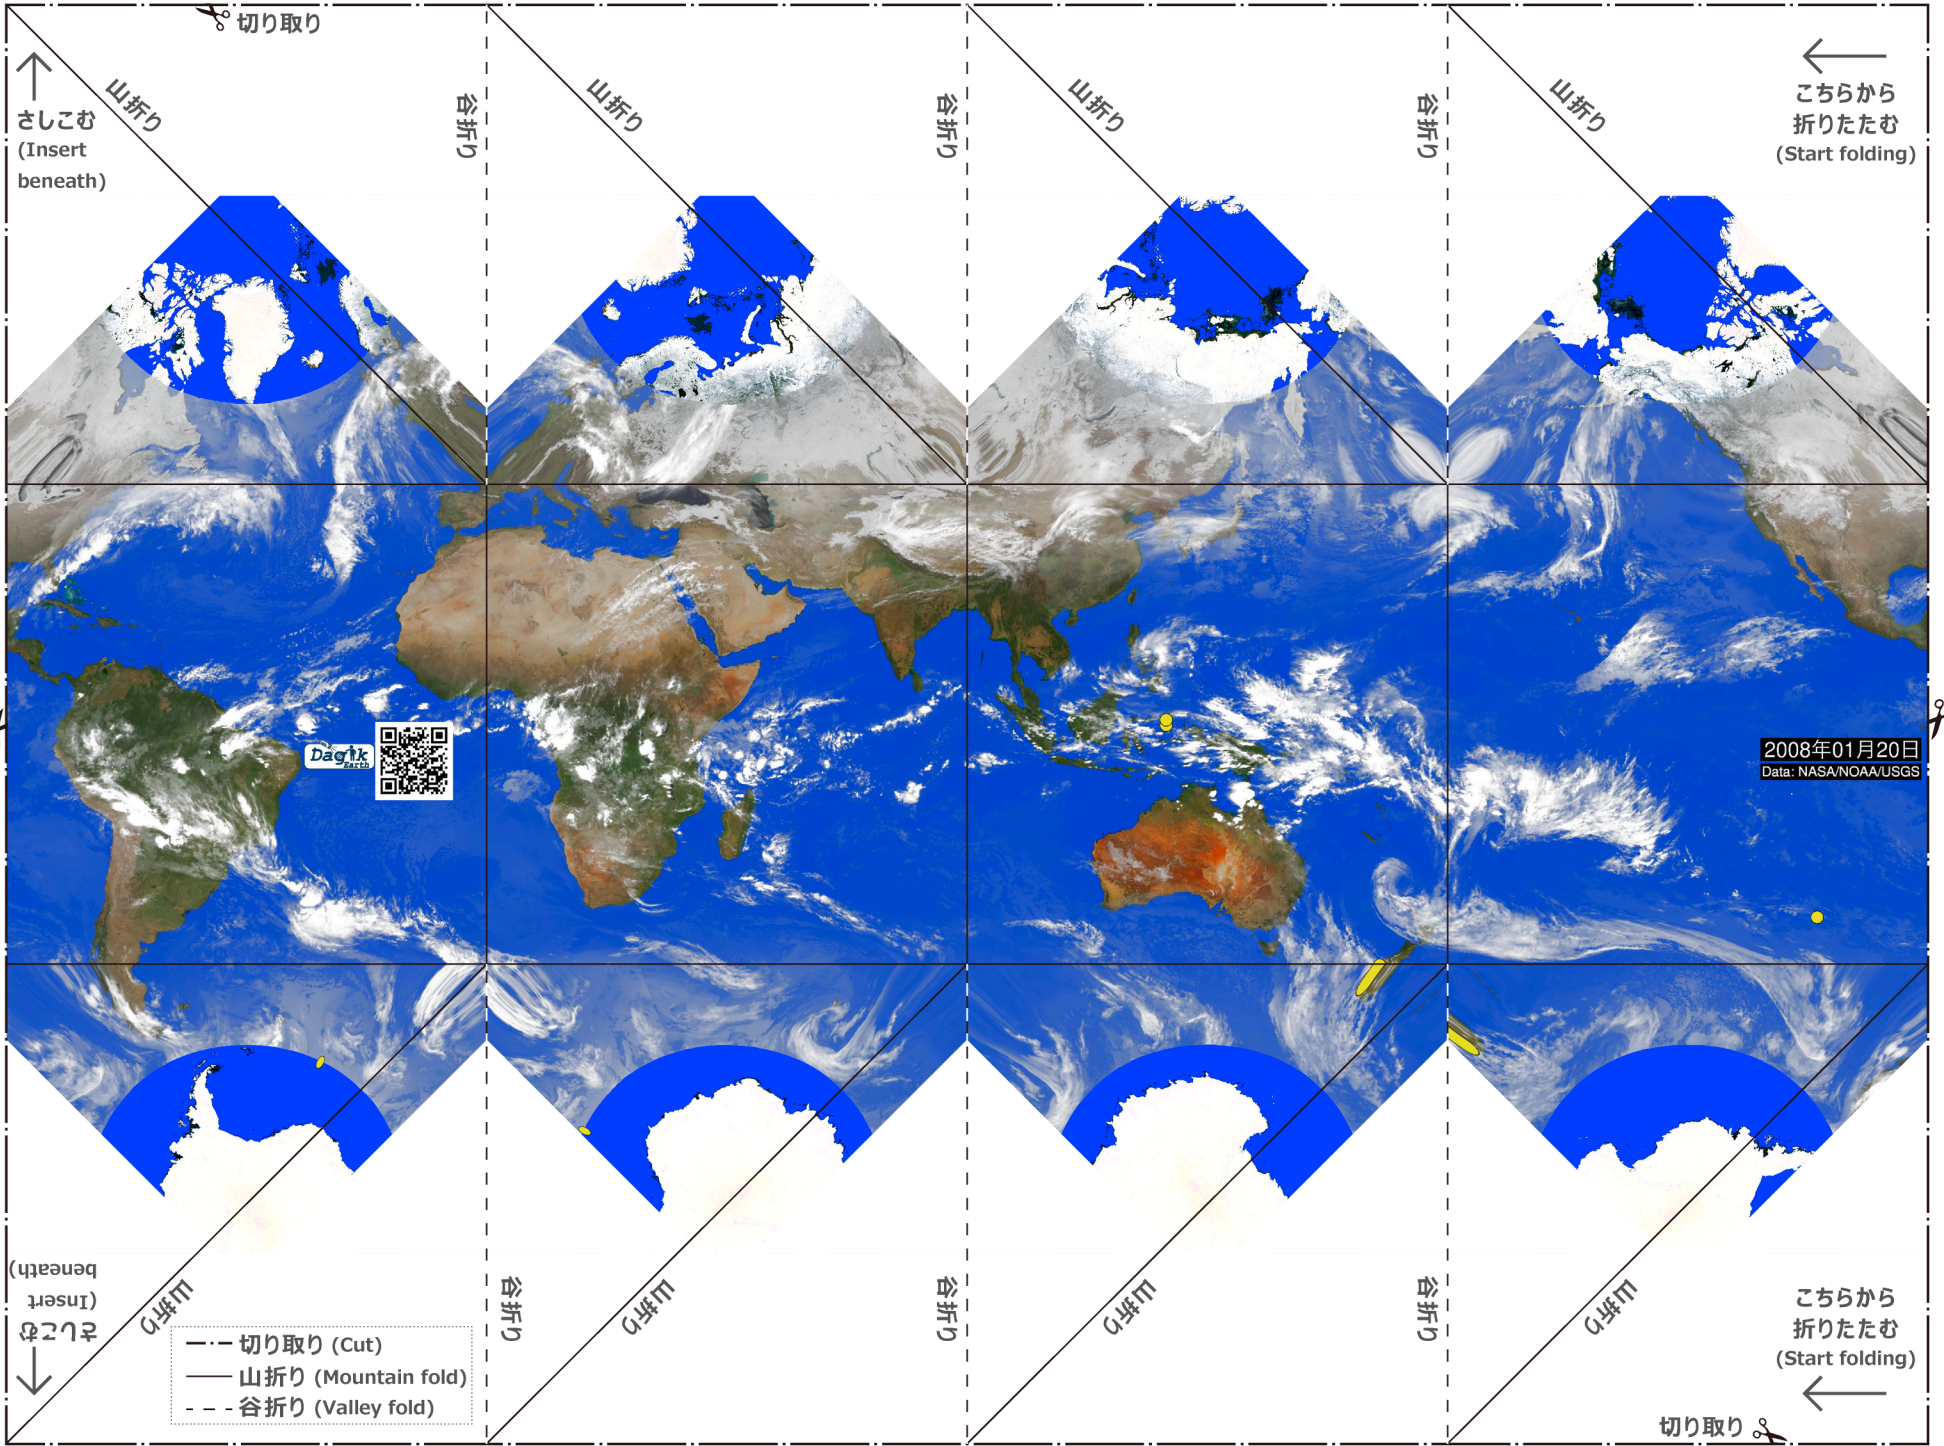 切り取り
山折り
谷折り
山折り
谷折り
山折り
谷折り
山折り
さしこむ
(Insert
beneath)
こちらから
折りたたむ
(Start folding)
Dagik
Earth
2008年01月20日
Data: NASA/NOAA/USGS
さしこむ
(Insert
beneath)
山折り
谷折り
山折り
谷折り
山折り
谷折り
山折り
こちらから
折りたたむ
(Start folding)
切り取り (Cut)
山折り (Mountain fold)
谷折り (Valley fold)
切り取り